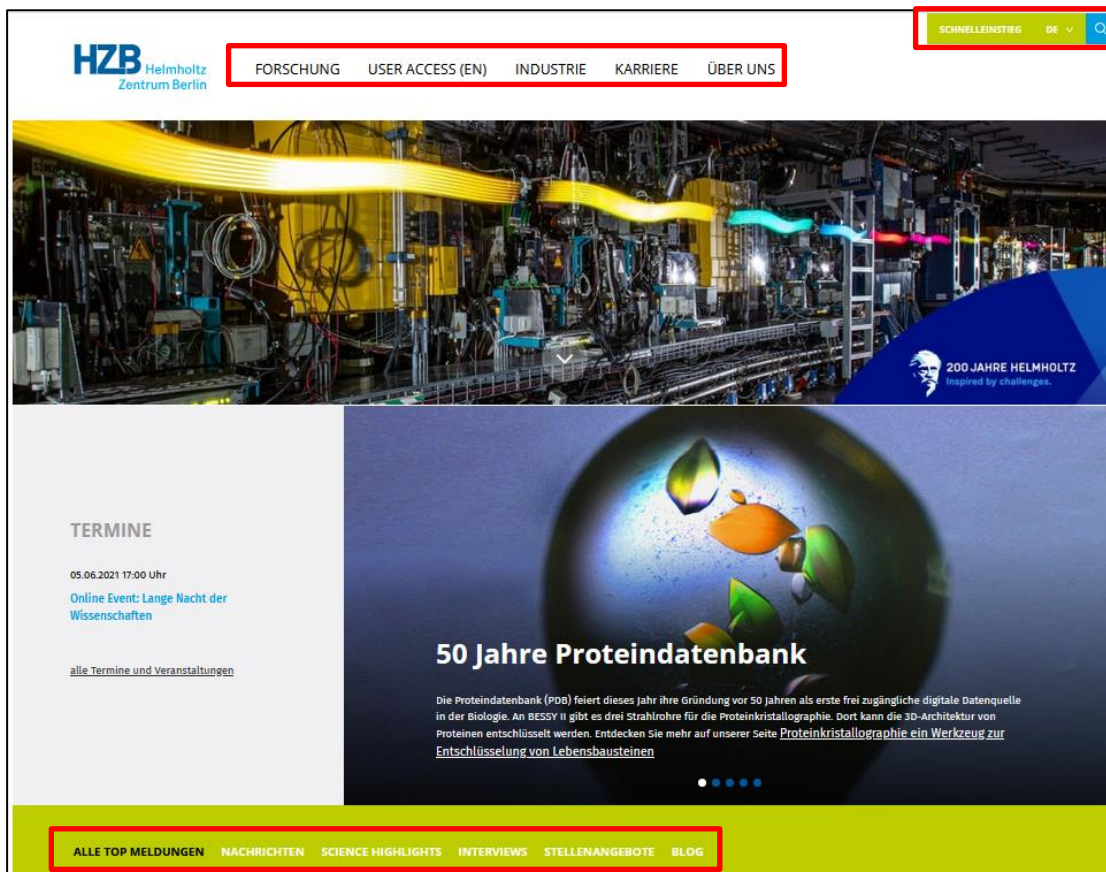 SCHNELLEINSTIEG DE
HZB Helmholtz
Zentrum Berlin
FORSCHUNG USER ACCESS (EN) INDUSTRIE KARRIERE ÜBER UNS
200 JAHRE HELMHOLTZ
Inspired by challenges.
TERMINE
05.06.2021 17:00 Uhr
Online Event: Lange Nacht der
Wissenschaften
alle Termine und Veranstaltungen
50 Jahre Proteindatenbank
Die Proteindatenbank (PDB) feiert dieses Jahr ihre Gründung vor 50 Jahren als erste frei zugängliche digitale Datenquelle
in der Biologie. An BESSY II gibt es drei Strahlrohre für die Proteinkristallographie. Dort kann die 3D-Architektur von
Proteinen entschlüsselt werden. Entdecken Sie mehr auf unserer Seite Proteinkristallographie ein Werkzeug zur
Entschlüsselung von Lebensbausteinen
ALLE TOP MELDUNGEN NACHRICHTEN SCIENCE HIGHLIGHTS INTERVIEWS STELLENANGEBOTE BLOG